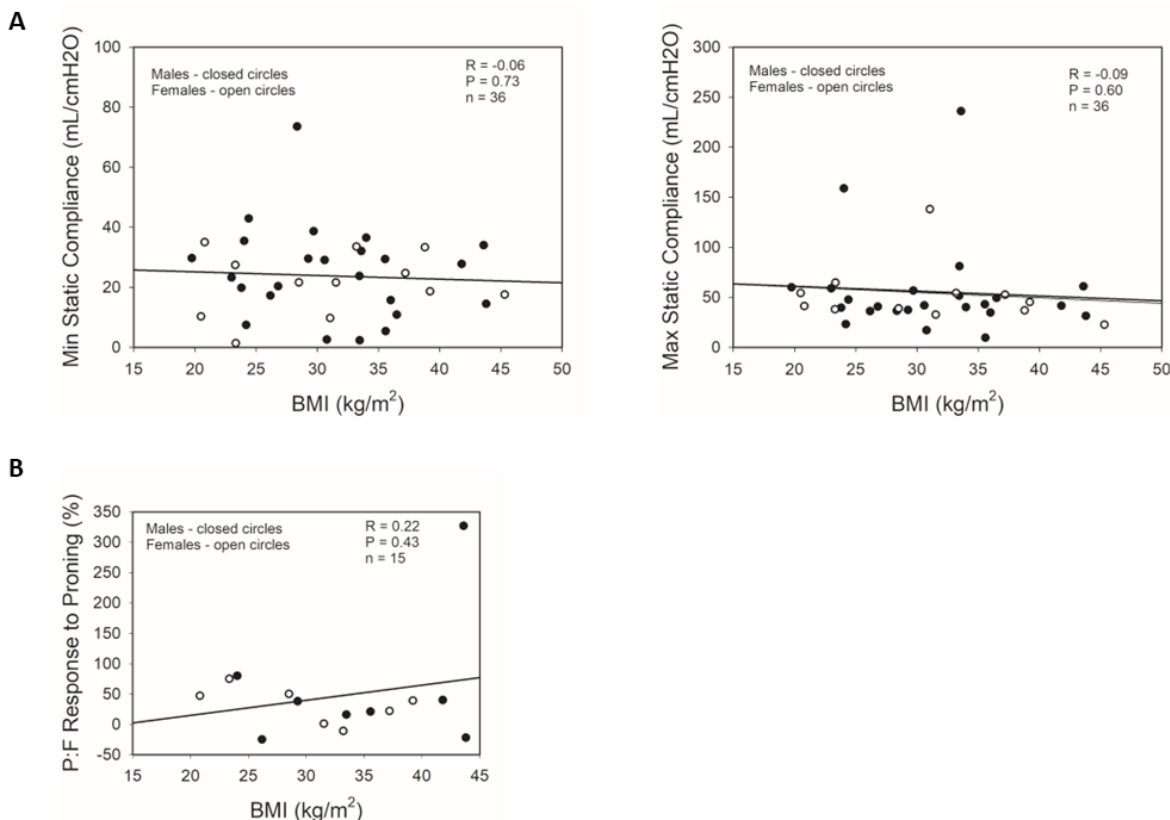 A
Min Static Compliance (mL/cmH2O)
100
80
60
40
20
0
Males - closed circles
Females - open circles
R = -0.06
P = 0.73
n = 36
15 20 25 30 35 40 45 50
BMI (kg/m²)
Max Static Compliance (mL/cmH2O)
300
250
200
150
100
50
0
Males - closed circles
Females - open circles
R = -0.09
P = 0.60
n = 36
15 20 25 30 35 40 45 50
BMI (kg/m²)
B
P:F Response to Proning (%)
350
300
250
200
150
100
50
0
-50
Males - closed circles
Females - open circles
R = 0.22
P = 0.43
n = 15
15 20 25 30 35 40 45
BMI (kg/m²)